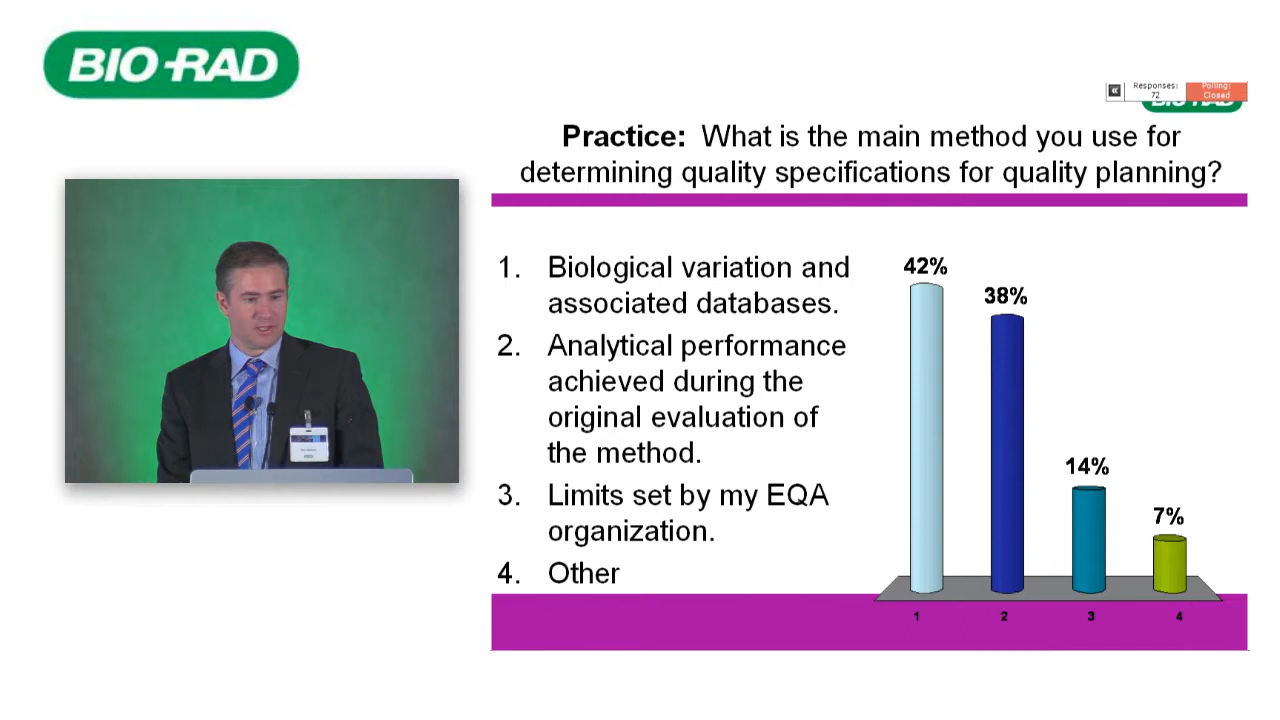 BIO-RAD
Responses:
72
Polling:
Closed
BIO-RAD
Practice: What is the main method you use for
determining quality specifications for quality planning?
1. Biological variation and
associated databases.
2. Analytical performance
achieved during the
original evaluation of
the method.
3. Limits set by my EQA
organization.
4. Other
42%
38%
14%
7%
1
2
3
4